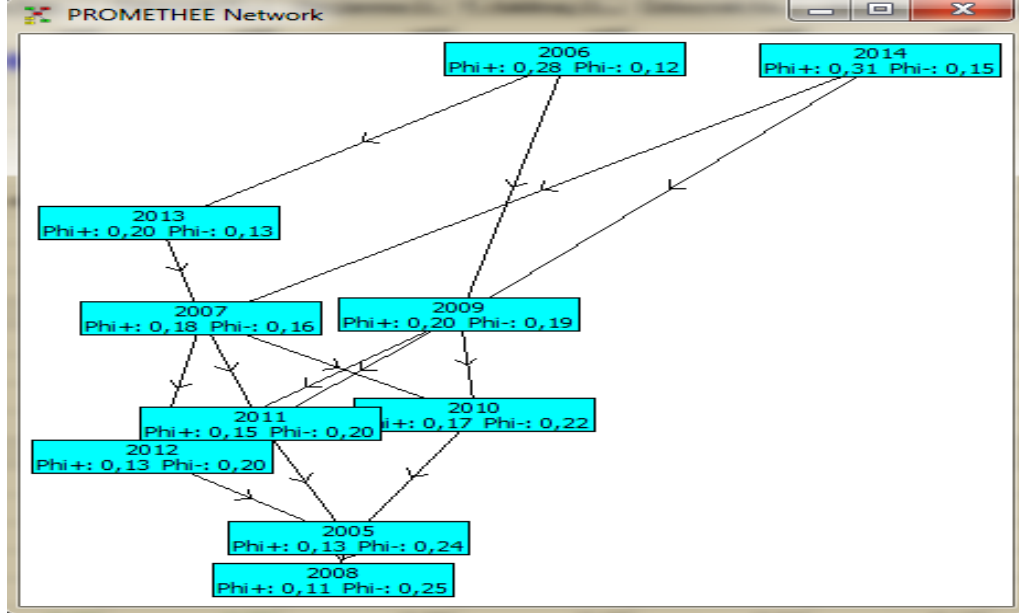 PROMETHEE Network
2006
Phi+: 0,28 Phi-: 0,12
2014
Phi+: 0,31 Phi-: 0,15
2013
Phi+: 0,20 Phi-: 0,13
2007
Phi+: 0,18 Phi-: 0,16
2009
Phi+: 0,20 Phi-: 0,19
2010
i+: 0,17 Phi-: 0,22
2011
Phi+: 0,15 Phi-: 0,20
2012
Phi+: 0,13 Phi-: 0,20
2005
Phi+: 0,13 Phi-: 0,24
2008
Phi+: 0,11 Phi-: 0,25